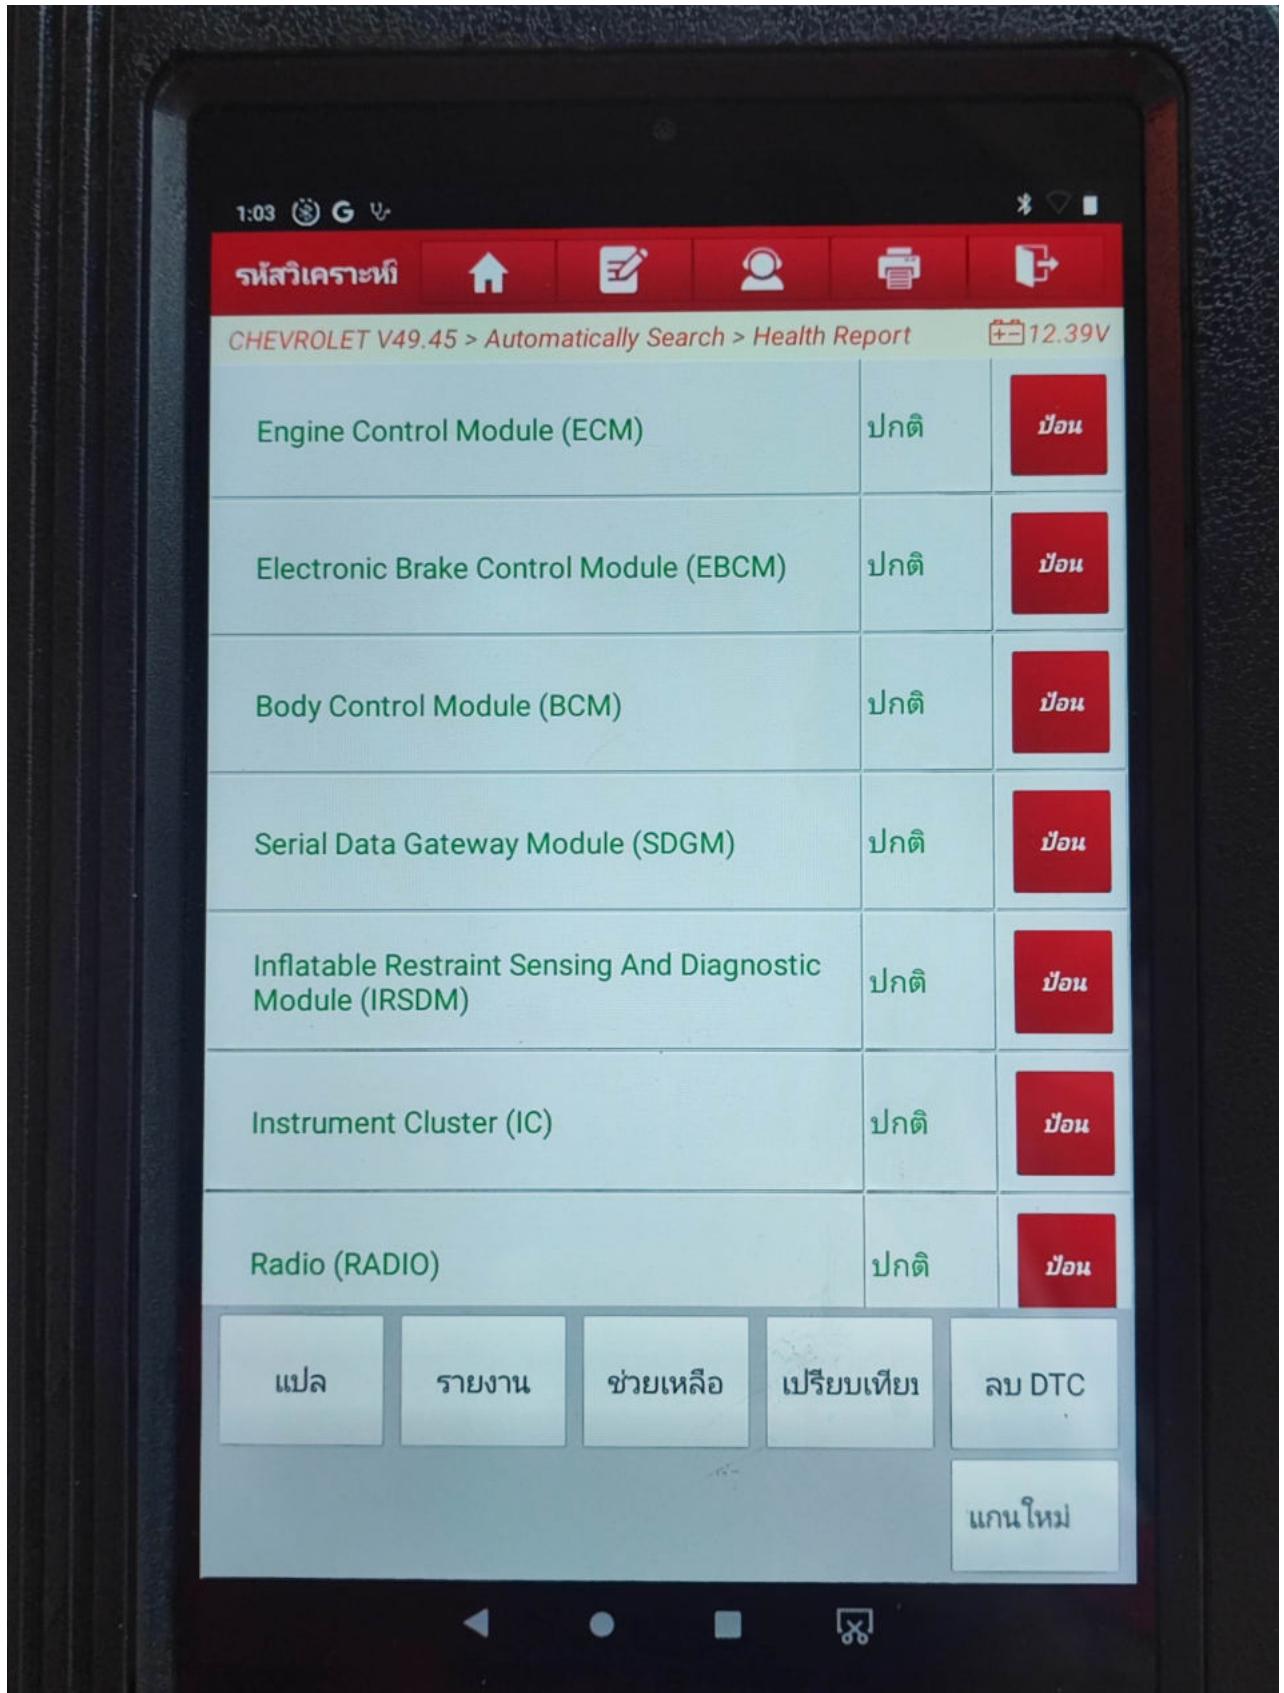 1:03 G
รหัสวิเคราะห์
CHEVROLET V49.45 > Automatically Search > Health Report 12.39V
Engine Control Module (ECM) ปกติ ป้อน
Electronic Brake Control Module (EBCM) ปกติ ป้อน
Body Control Module (BCM) ปกติ ป้อน
Serial Data Gateway Module (SDGM) ปกติ ป้อน
Inflatable Restraint Sensing And Diagnostic
Module (IRSDM) ปกติ ป้อน
Instrument Cluster (IC) ปกติ ป้อน
Radio (RADIO) ปกติ ป้อน
แปล รายงาน ช่วยเหลือ เปรียบเทียบ ลบ DTC
แกนใหม่